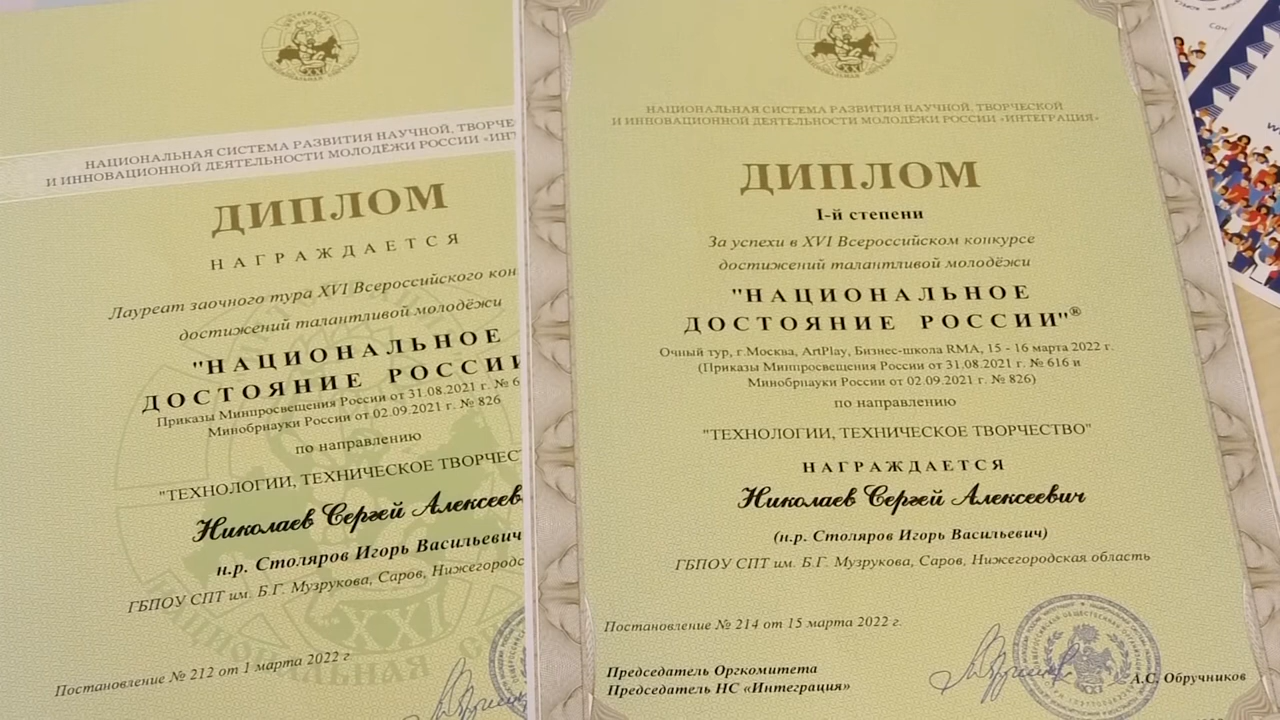 НАЦИОНАЛЬНАЯ СИСТЕМА РАЗВИТИЯ НАУЧНОЙ, ТВОРЧЕ
И ИННОВАЦИОННОЙ ДЕЯТЕЛЬНОСТИ МОЛОДЁЖИ РОССИИ «ИНТ
ДИПЛОМ
НАГРАЖДАЕТСЯ
Лауреат заочного тура XVI Всероссийского кон
достижений талантливой молодёжи
"НАЦИОНАЛЬНОЕ
ДОСТОЯНИЕ РОССИИ
Приказы Минпросвещения России от 31.08.2021 г. № 6
Минобрнауки России от 02.09.2021 г. № 826
по направлению
"ТЕХНОЛОГИИ, ТЕХНИЧЕСКОЕ ТВОРЧЕСТ
Николаев Сергей Алексеев
н.р. Столяров Игорь Васильевич
ГБПОУ СПТ им. Б.Г. Музрукова, Саров, Нижегородс
Постановление № 212 от 1 марта 2022 г
НАЦИОНАЛЬНАЯ СИСТЕМА РАЗВИТИЯ НАУЧНОЙ, ТВОРЧЕСКОЙ
И ИННОВАЦИОННОЙ ДЕЯТЕЛЬНОСТИ МОЛОДЁЖИ РОССИИ «ИНТЕГРАЦИЯ»
ДИПЛОМ
I-й степени
За успехи в XVI Всероссийском конкурсе
достижений талантливой молодёжи
"НАЦИОНАЛЬНОЕ
ДОСТОЯНИЕ РОССИИ"®
Очный тур, г.Москва, ArtPlay, Бизнес-школа RMA, 15 - 16 марта 2022 г.
(Приказы Минпросвещения России от 31.08.2021 г. № 616 и
Минобрнауки России от 02.09.2021 г. № 826)
по направлению
"ТЕХНОЛОГИИ, ТЕХНИЧЕСКОЕ ТВОРЧЕСТВО"
НАГРАЖДАЕТСЯ
Николаев Сергей Алексеевич
(н.р. Столяров Игорь Васильевич)
ГБПОУ СПТ им. Б.Г. Музрукова, Саров, Нижегородская область
Постановление № 214 от 15 марта 2022 г.
Председатель Оргкомитета
Председатель НС «Интеграция»
А.С. Обручников